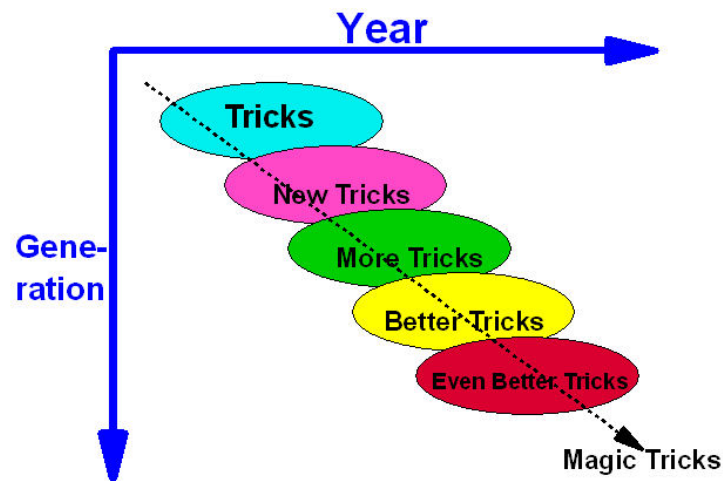 Year
Tricks
New Tricks
Gene-
ration
More Tricks
Better Tricks
Even Better Tricks
Magic Tricks